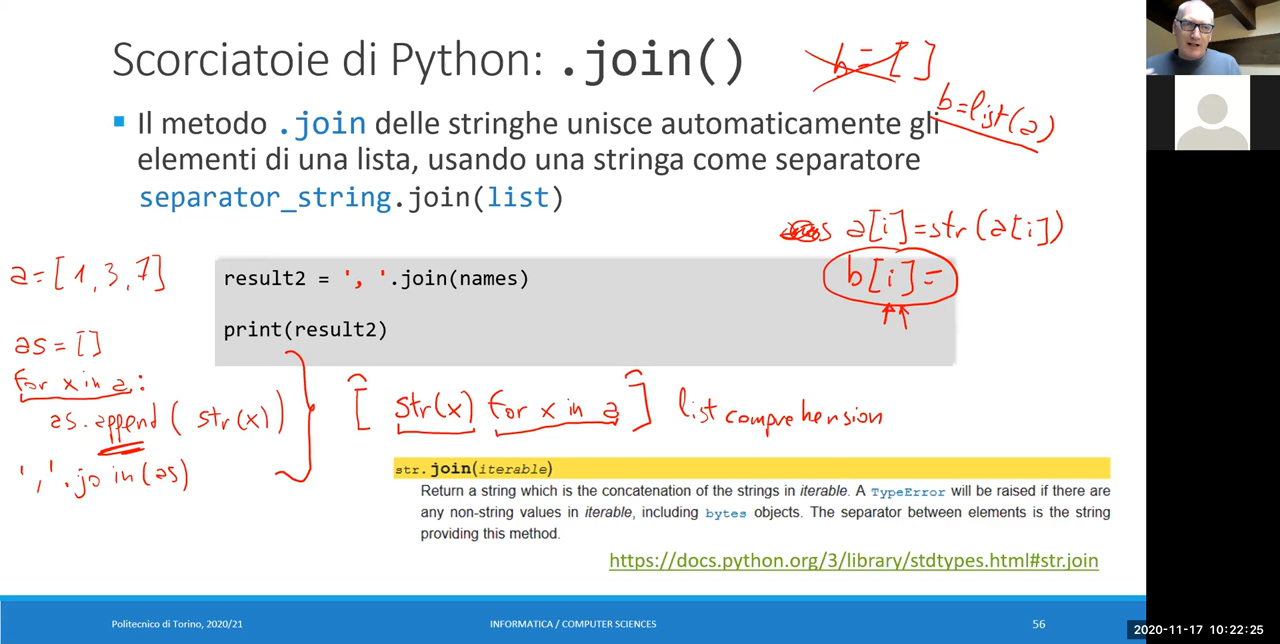 Scorciatoie di Python: .join()
b=[]
b=list(a)
Il metodo .join delle stringhe unisce automaticamente gli
elementi di una lista, usando una stringa come separatore
separator_string.join(list)
a[i]=str(a[i])
b[i]=
a=[1,3,7]
result2 = ', '.join(names)
print(result2)
as=[]
for x in a:
as.append(str(x))
','.join(as)
[str(x) for x in a] list comprehension
str.join(iterable)
Return a string which is the concatenation of the strings in iterable. A TypeError will be raised if there are
any non-string values in iterable, including bytes objects. The separator between elements is the string
providing this method.
https://docs.python.org/3/library/stdtypes.html#str.join
Politecnico di Torino, 2020/21
INFORMATICA / COMPUTER SCIENCES
56
2020-11-17 10:22:25